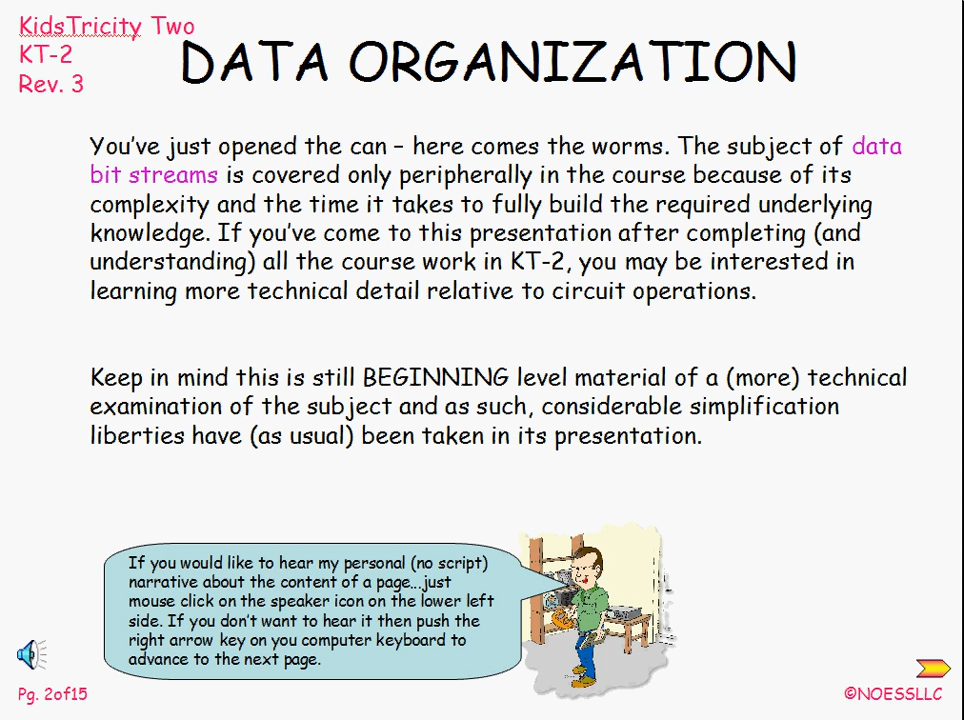 KidsTricity Two
KT-2
Rev. 3
DATA ORGANIZATION
You've just opened the can – here comes the worms. The subject of data
bit streams is covered only peripherally in the course because of its
complexity and the time it takes to fully build the required underlying
knowledge. If you've come to this presentation after completing (and
understanding) all the course work in KT-2, you may be interested in
learning more technical detail relative to circuit operations.
Keep in mind this is still BEGINNING level material of a (more) technical
examination of the subject and as such, considerable simplification
liberties have (as usual) been taken in its presentation.
If you would like to hear my personal (no script)
narrative about the content of a page...just
mouse click on the speaker icon on the lower left
side. If you don't want to hear it then push the
right arrow key on you computer keyboard to
advance to the next page.
Pg. 2of15
©NOESSLLC